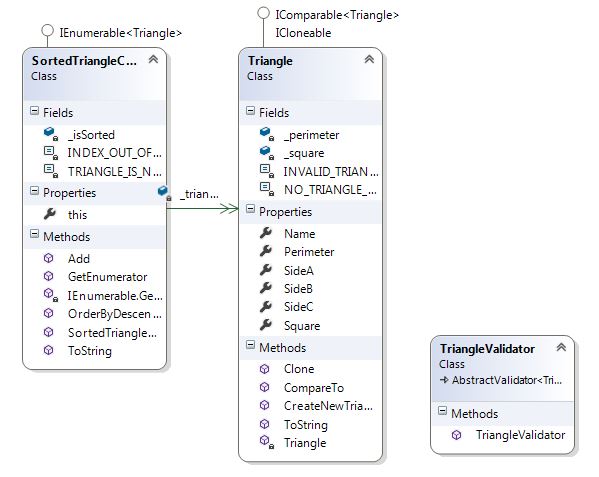 IEnumerable<Triangle>
SortedTriangleC...
Class
Fields
_isSorted
INDEX_OUT_OF...
TRIANGLE_IS_N...
Properties
this
Methods
Add
GetEnumerator
IEnumerable.Ge...
OrderByDescen...
SortedTriangle...
ToString
_trian...
IComparable<Triangle>
ICloneable
Triangle
Class
Fields
_perimeter
_square
INVALID_TRIAN...
NO_TRIANGLE_...
Properties
Name
Perimeter
SideA
SideB
SideC
Square
Methods
Clone
CompareTo
CreateNewTria...
ToString
Triangle
TriangleValidator
Class
AbstractValidator<Tri...
Methods
TriangleValidator